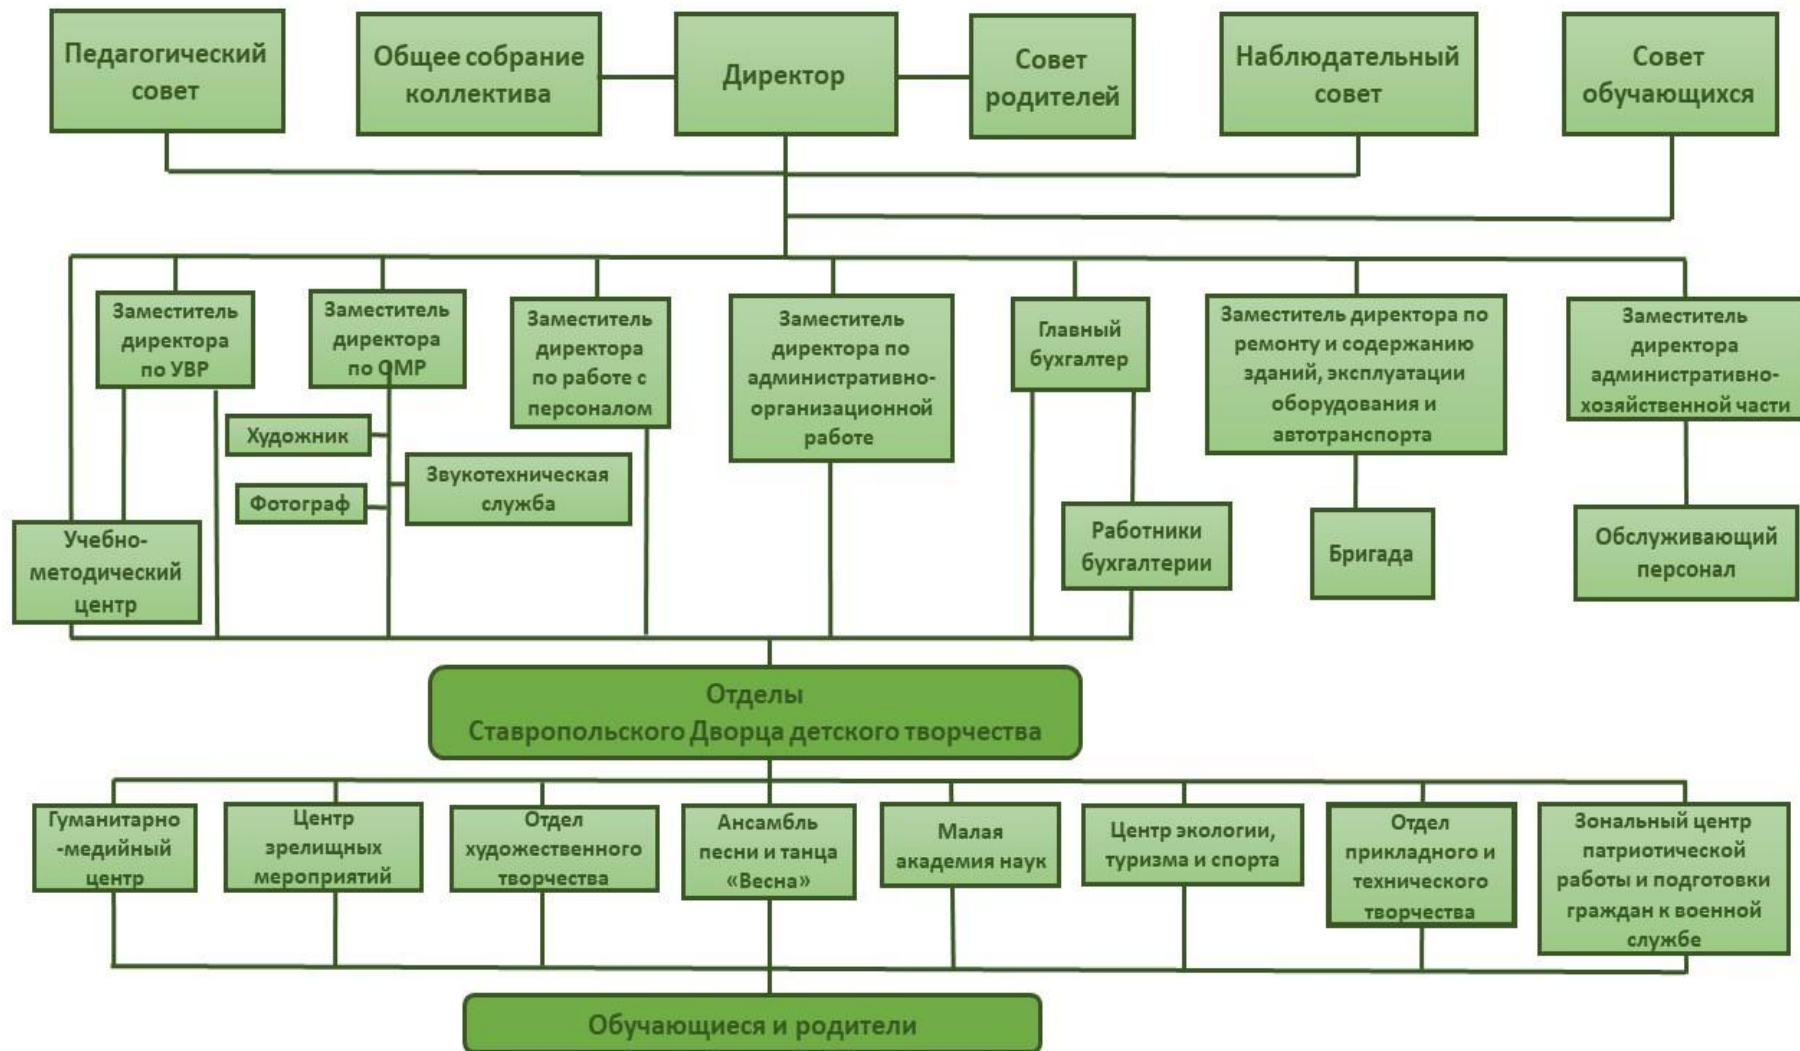 Педагогический
совет
Общее собрание
коллектива
Директор
Совет
родителей
Наблюдательный
совет
Совет
обучающихся
Заместитель
директора
по УВР
Заместитель
директора
по ОМР
Заместитель
директора
по работе с
персоналом
Заместитель
директора по
административно-
организационной
работе
Главный
бухгалтер
Заместитель директора по
ремонту и содержанию
зданий, эксплуатации
оборудования и
автотранспорта
Заместитель
директора
административно-
хозяйственной части
Художник
Звукотехническая
служба
Фотограф
Учебно-
методический
центр
Работники
бухгалтерии
Бригада
Обслуживающий
персонал
Отделы
Ставропольского Дворца детского творчества
Гуманитарно
-медийный
центр
Центр
зрелищных
мероприятий
Отдел
художественного
творчества
Ансамбль
песни и танца
«Весна»
Малая
академия наук
Центр экологии,
туризма и спорта
Отдел
прикладного и
технического
творчества
Зональный центр
патриотической
работы и подготовки
граждан к военной
службе
Обучающиеся и родители